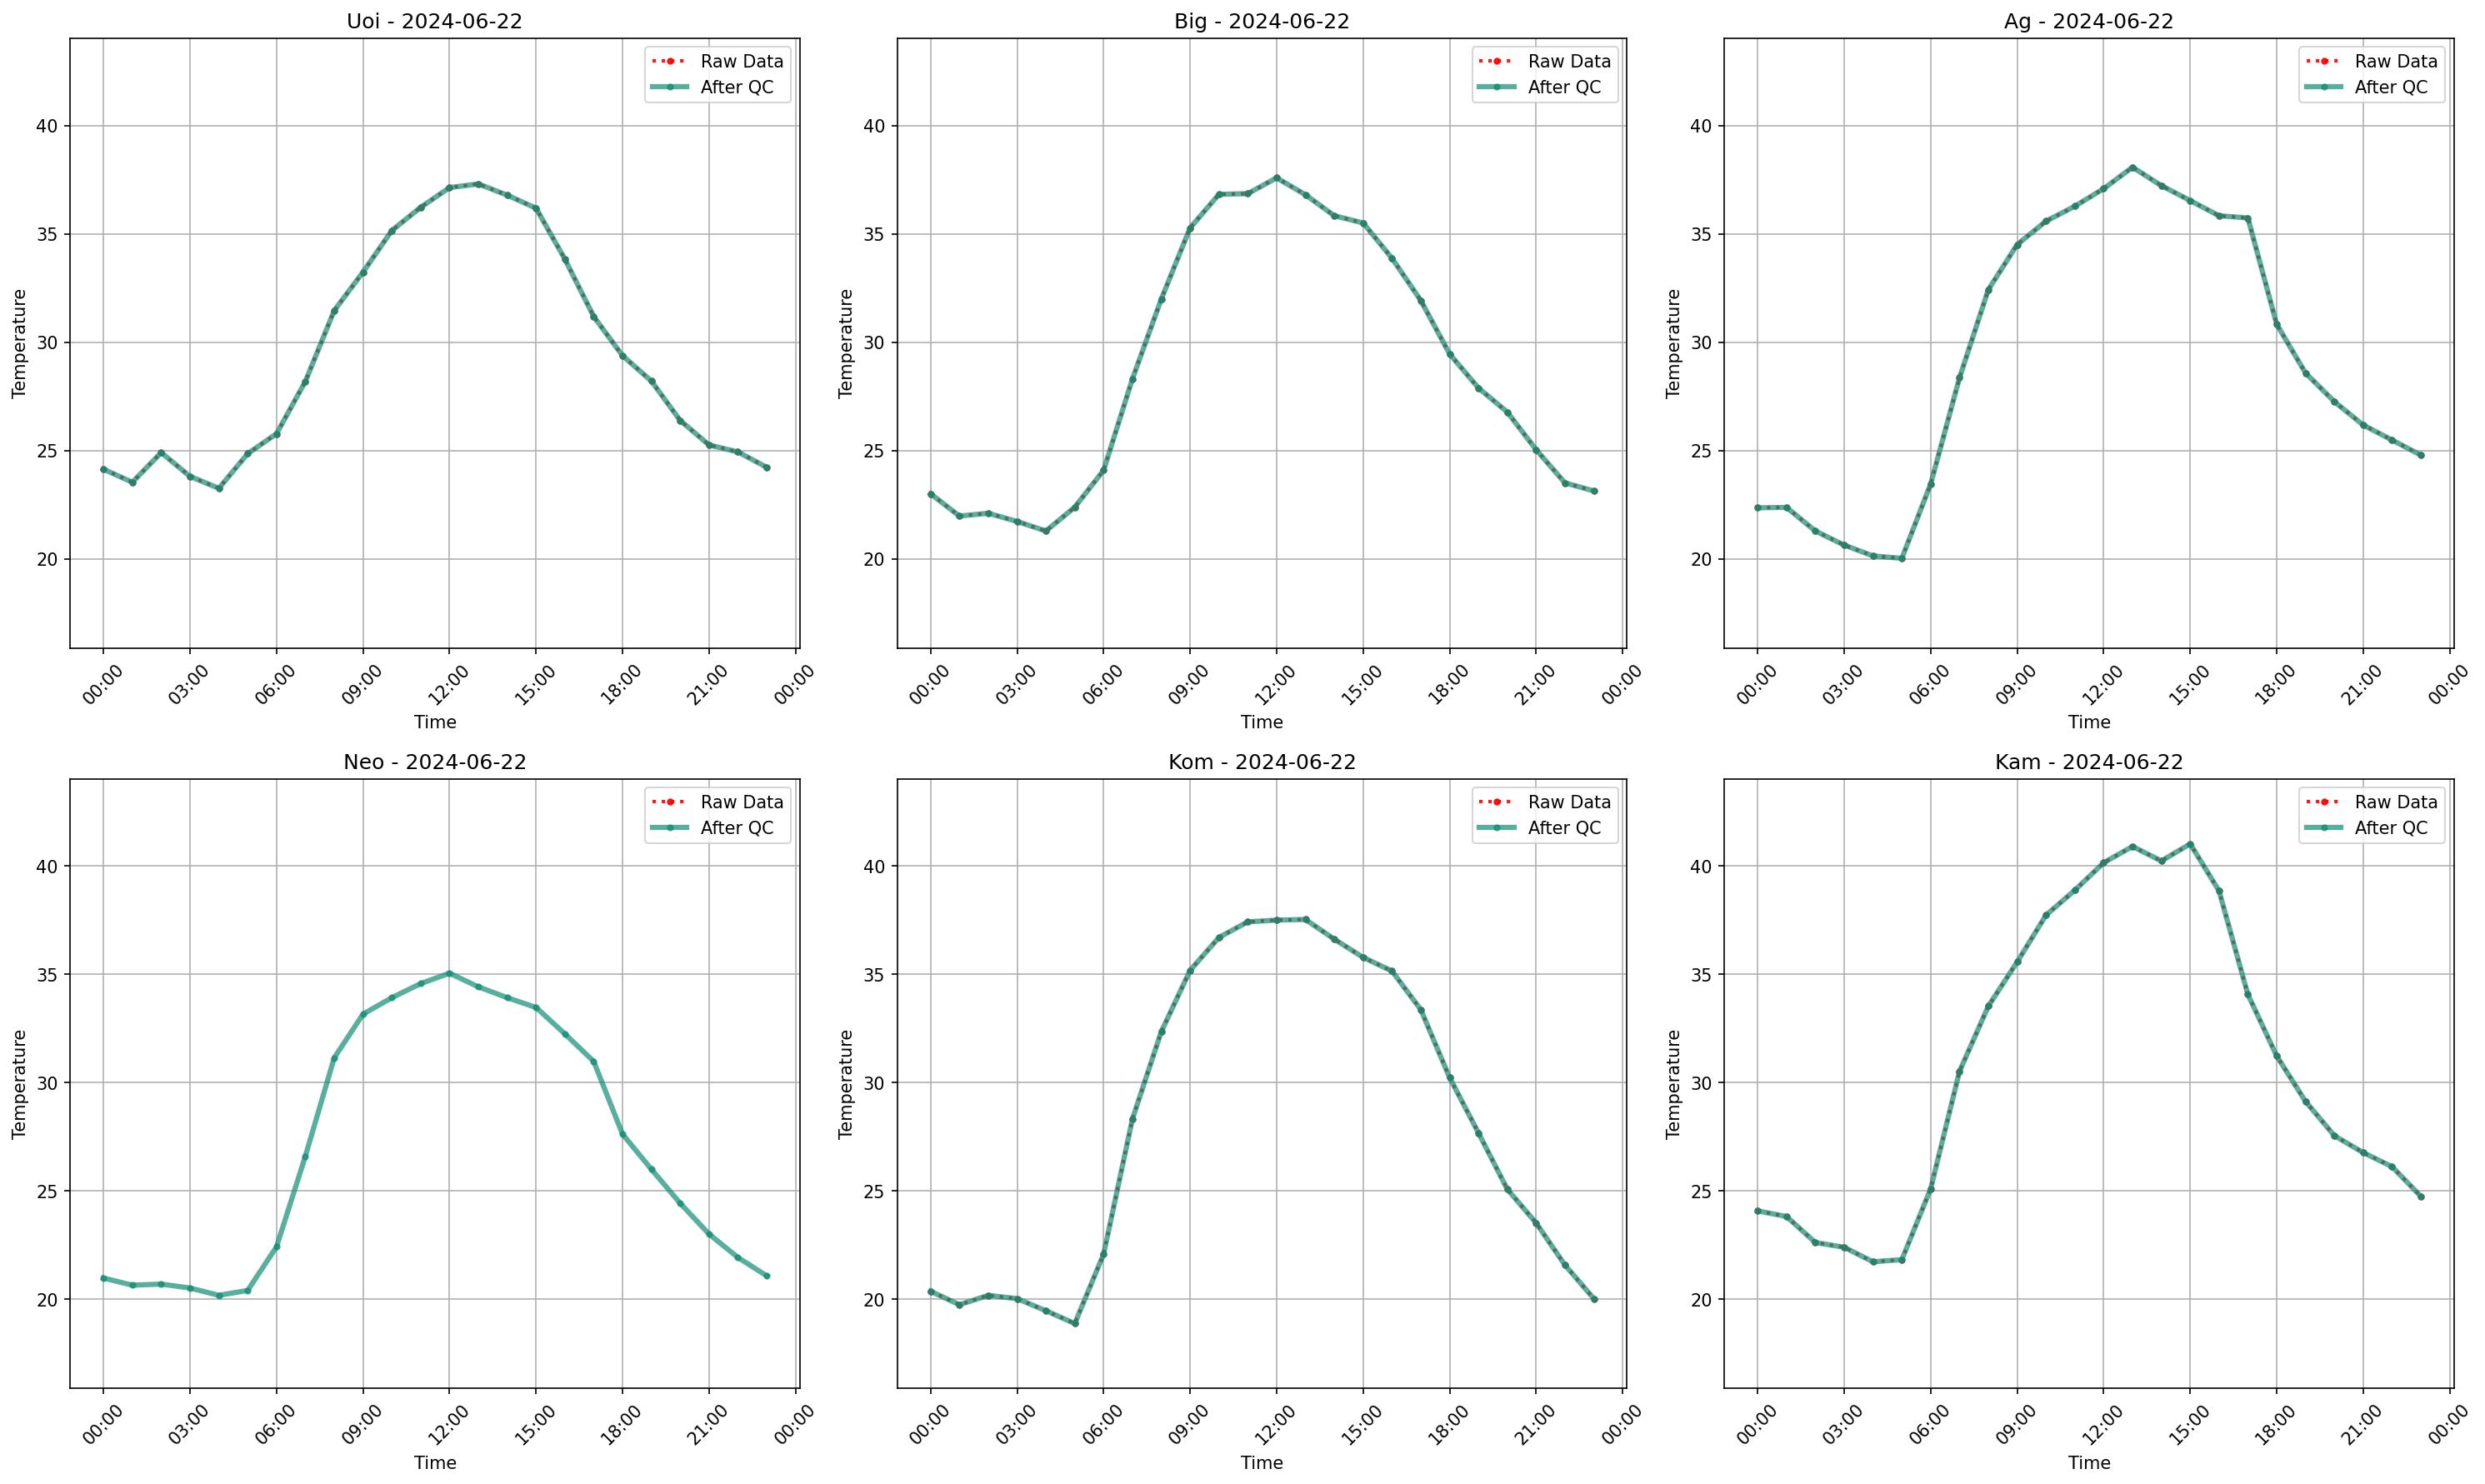 Uoi - 2024-06-22
Raw Data
After QC
40
35
30
25
20
Temperature
00:00
03:00
06:00
09:00
12:00
15:00
18:00
21:00
00:00
Time
Big - 2024-06-22
Raw Data
After QC
40
35
30
25
20
Temperature
00:00
03:00
06:00
09:00
12:00
15:00
18:00
21:00
00:00
Time
Ag - 2024-06-22
Raw Data
After QC
40
35
30
25
20
Temperature
00:00
03:00
06:00
09:00
12:00
15:00
18:00
21:00
00:00
Time
Neo - 2024-06-22
Raw Data
After QC
40
35
30
25
20
Temperature
00:00
03:00
06:00
09:00
12:00
15:00
18:00
21:00
00:00
Time
Kom - 2024-06-22
Raw Data
After QC
40
35
30
25
20
Temperature
00:00
03:00
06:00
09:00
12:00
15:00
18:00
21:00
00:00
Time
Kam - 2024-06-22
Raw Data
After QC
40
35
30
25
20
Temperature
00:00
03:00
06:00
09:00
12:00
15:00
18:00
21:00
00:00
Time